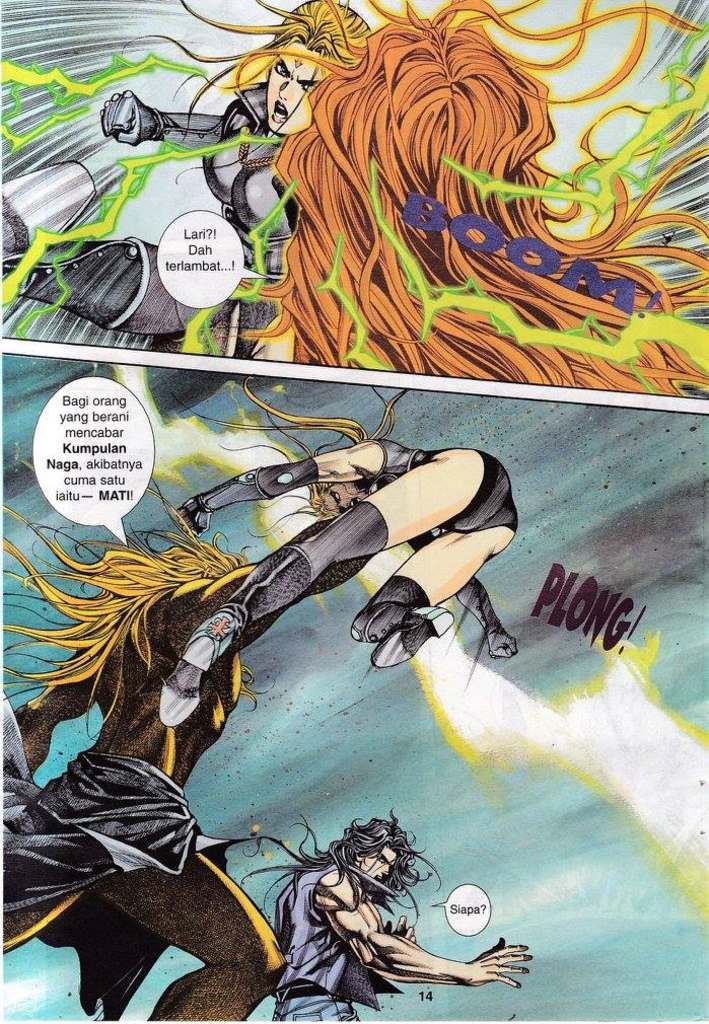 Lari?!
Dah
terlambat...!
BOOM!
Bagi orang
yang berani
mencabar
Kumpulan
Naga, akibatnya
cuma satu
iaitu— MATI!
PLONG!
Siapa?
14